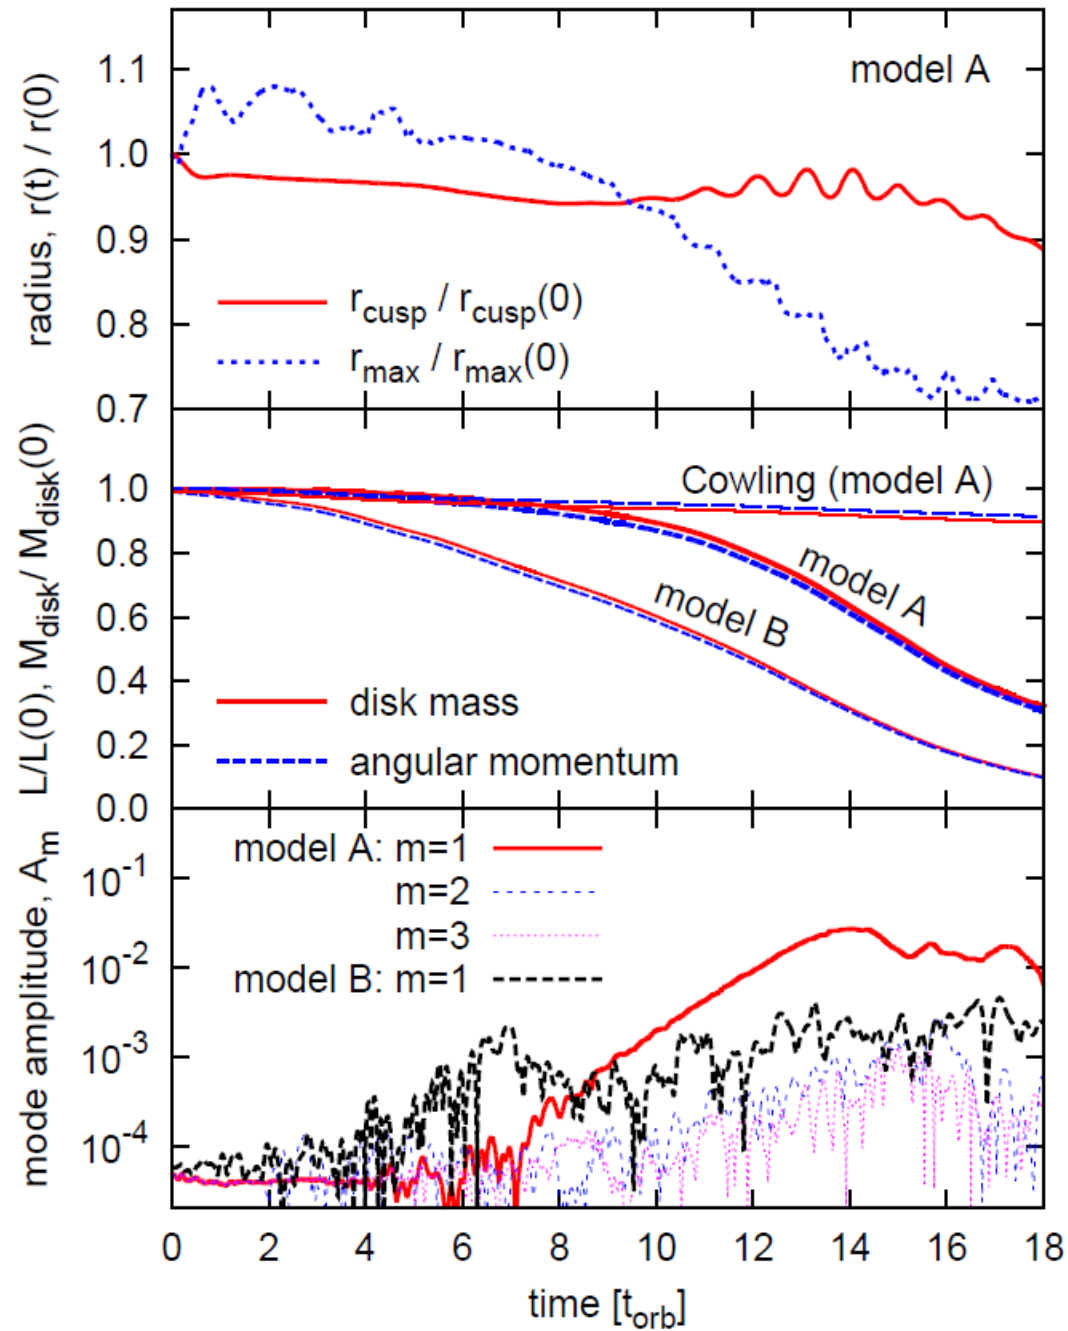 radius, r(t) / r(0)
1.1
1.0
0.9
0.8
0.7
model A
r_cusp / r_cusp(0)
r_max / r_max(0)
L/L(0), M_disk/ M_disk(0)
1.0
0.8
0.6
0.4
0.2
0.0
Cowling (model A)
model A
model B
disk mass
angular momentum
mode amplitude, A_m
10^-1
10^-2
10^-3
10^-4
model A: m=1
m=2
m=3
model B: m=1
0 2 4 6 8 10 12 14 16 18
time [t_orb]